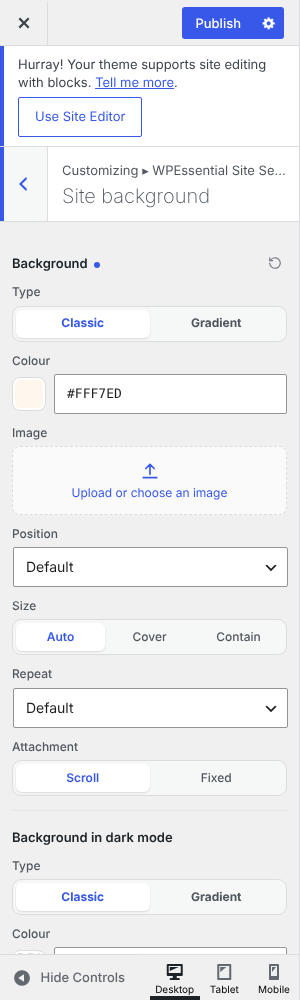 Publish
Hurray! Your theme supports site editing
with blocks. Tell me more.
Use Site Editor
Customizing ▸ WPEssential Site Se...
Site background
Background
Type
Classic Gradient
Colour
#FFF7ED
Image
Upload or choose an image
Position
Default
Size
Auto Cover Contain
Repeat
Default
Attachment
Scroll Fixed
Background in dark mode
Type
Classic Gradient
Colour
Hide Controls
Desktop Tablet Mobile